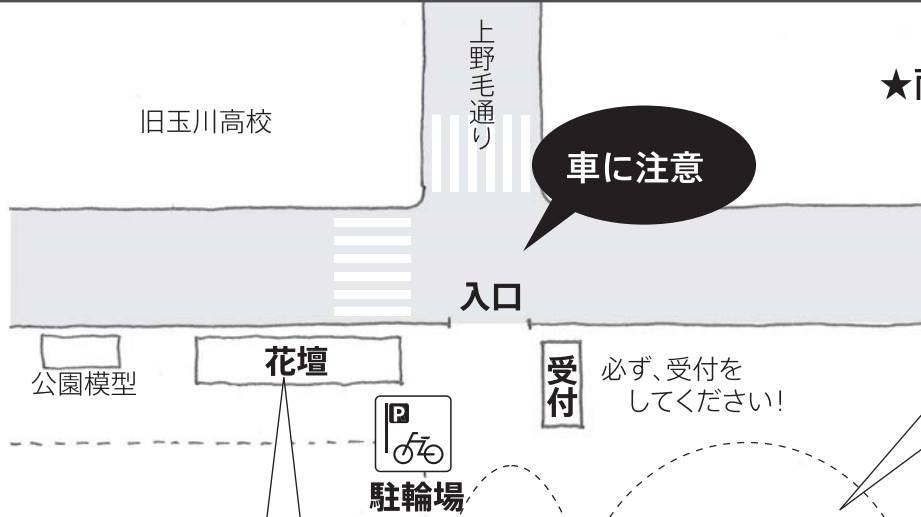 上野毛通り
旧玉川高校
車に注意
入口
公園模型
花壇
受付
必ず、受付を
してください!
P
駐輪場
★